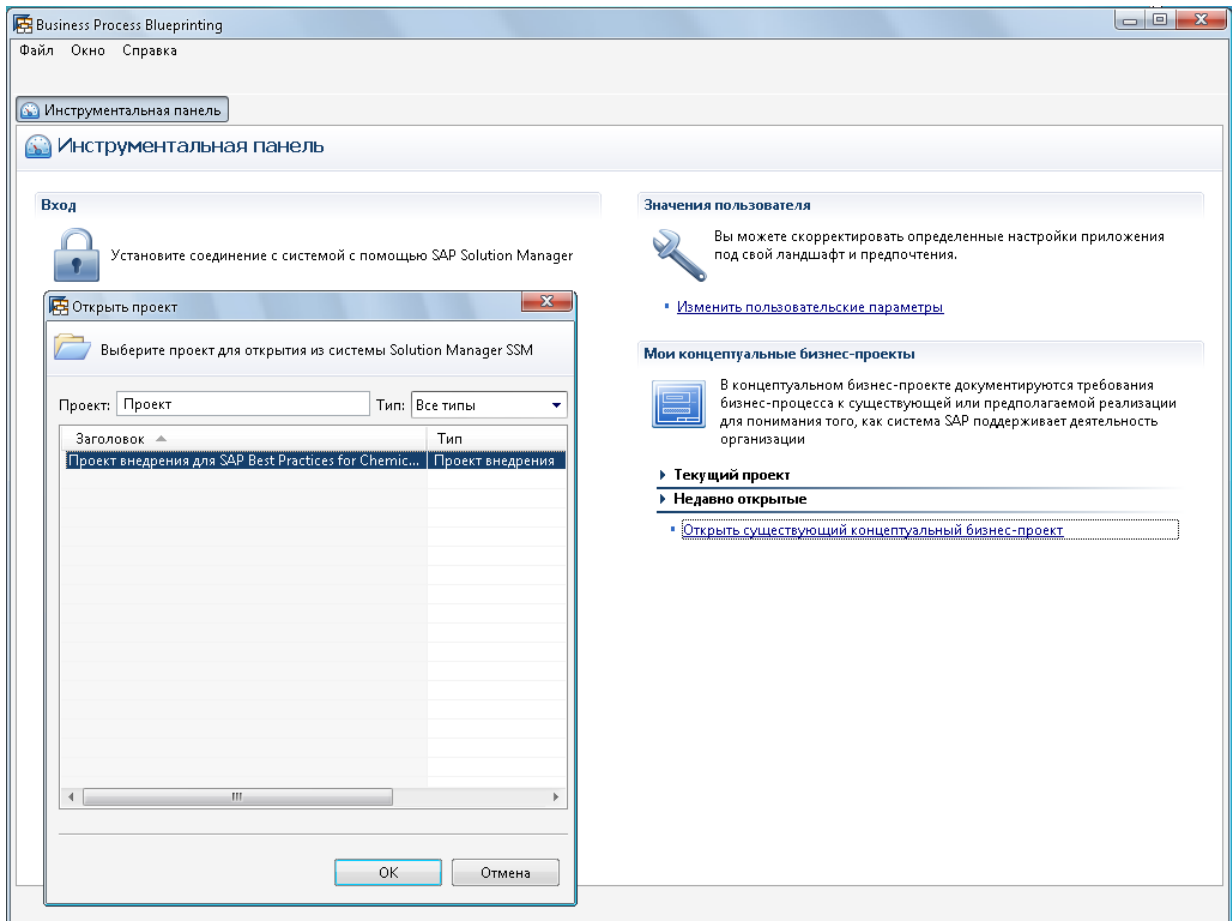 Business Process Blueprinting
Файл Окно Справка
Инструментальная панель
Инструментальная панель
Вход
Установите соединение с системой с помощью SAP Solution Manager
Открыть проект
Выберите проект для открытия из системы Solution Manager SSM
Проект: Проект Тип: Все типы
Заголовок Тип
Проект внедрения для SAP Best Practices for Chemic... Проект внедрения
OK Отмена
Значения пользователя
Вы можете скорректировать определенные настройки приложения
под свой ландшафт и предпочтения.
Изменить пользовательские параметры
Мои концептуальные бизнес-проекты
В концептуальном бизнес-проекте документируются требования
бизнес-процесса к существующей или предполагаемой реализации
для понимания того, как система SAP поддерживает деятельность
организации
Текущий проект
Недавно открытые
Открыть существующий концептуальный бизнес-проект